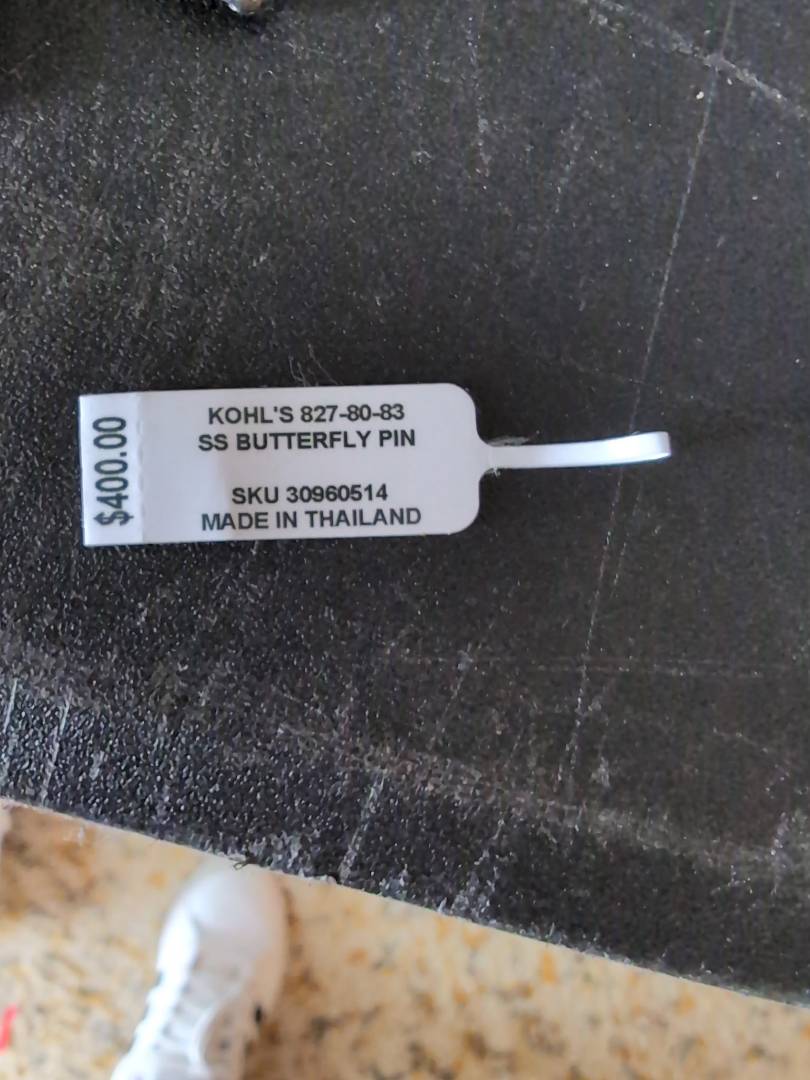 $400.00
KOHL'S 827-80-83
SS BUTTERFLY PIN
SKU 30960514
MADE IN THAILAND